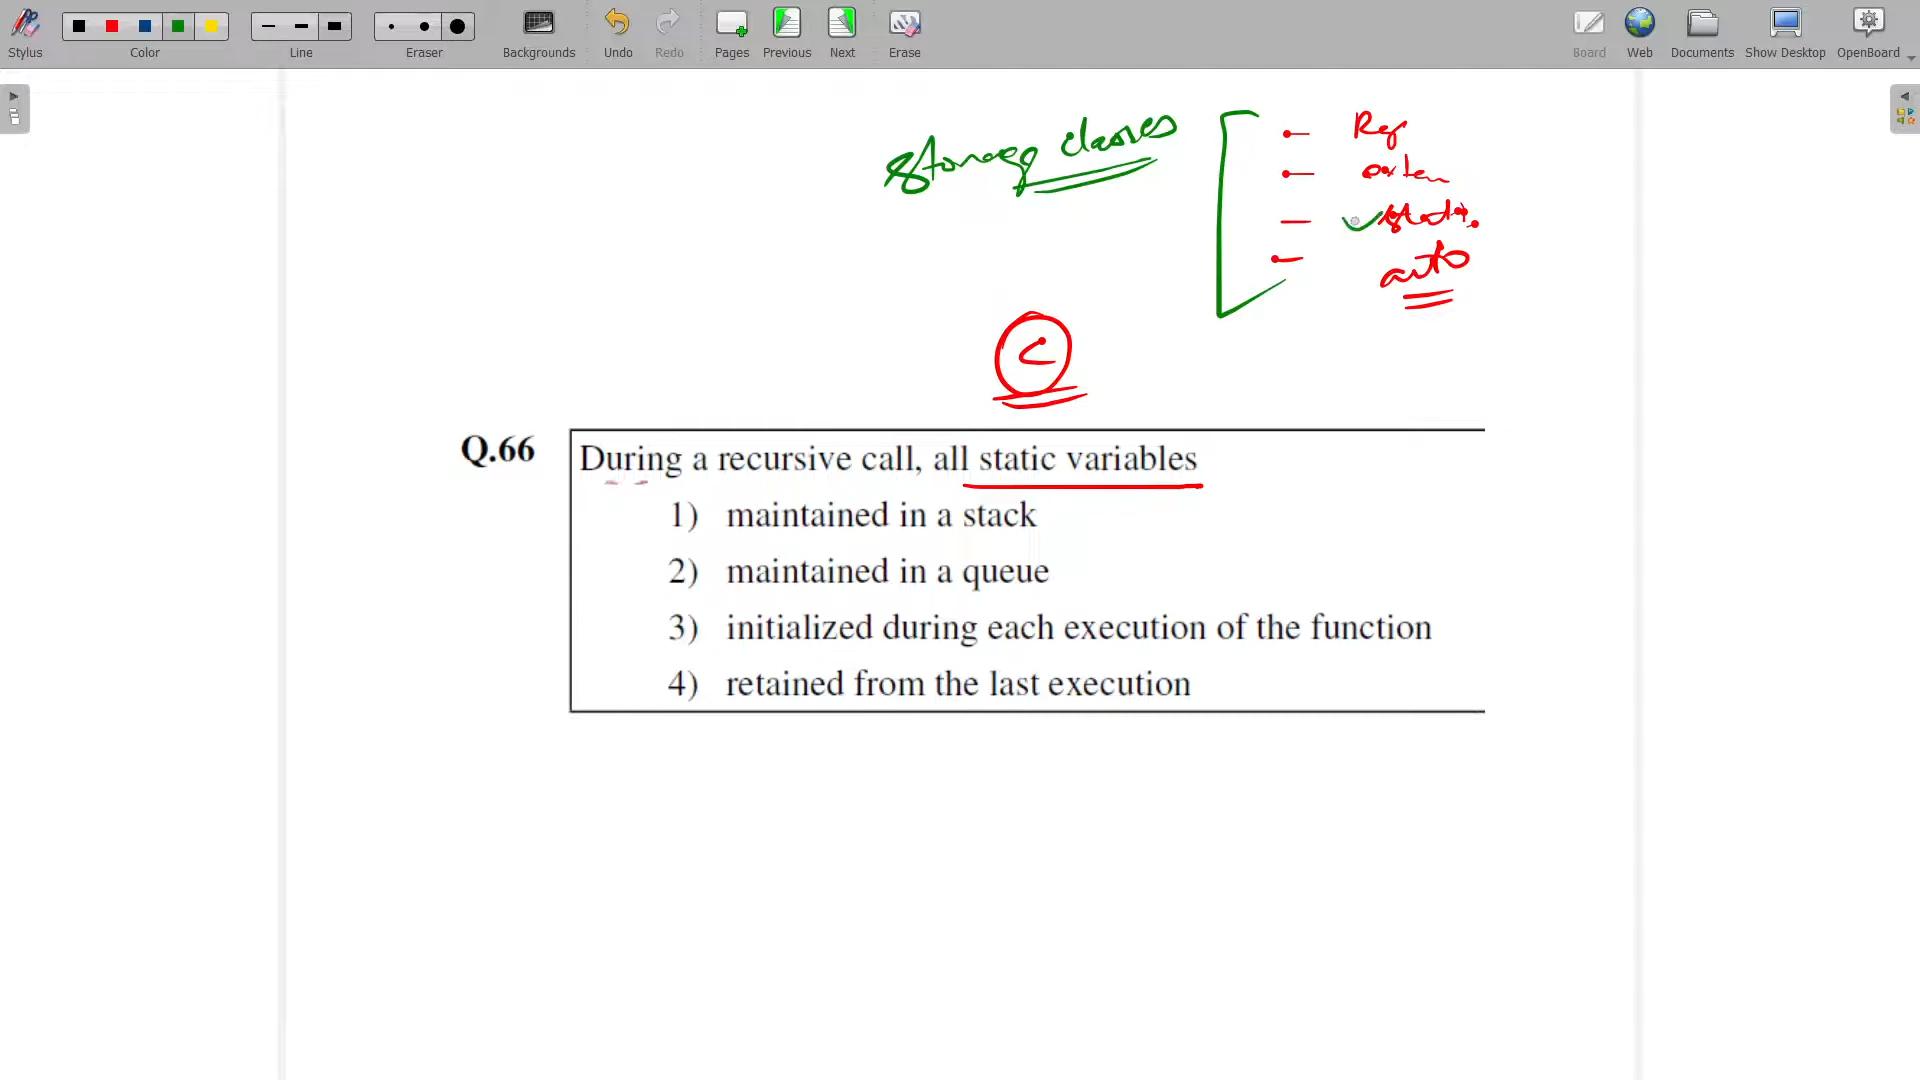 Stylus Color Line Eraser Backgrounds Undo Redo Pages Previous Next Erase Board Web Documents Show Desktop OpenBoard
storage classes
Reg
extern
static
auto
C
Q.66 During a recursive call, all static variables
1) maintained in a stack
2) maintained in a queue
3) initialized during each execution of the function
4) retained from the last execution